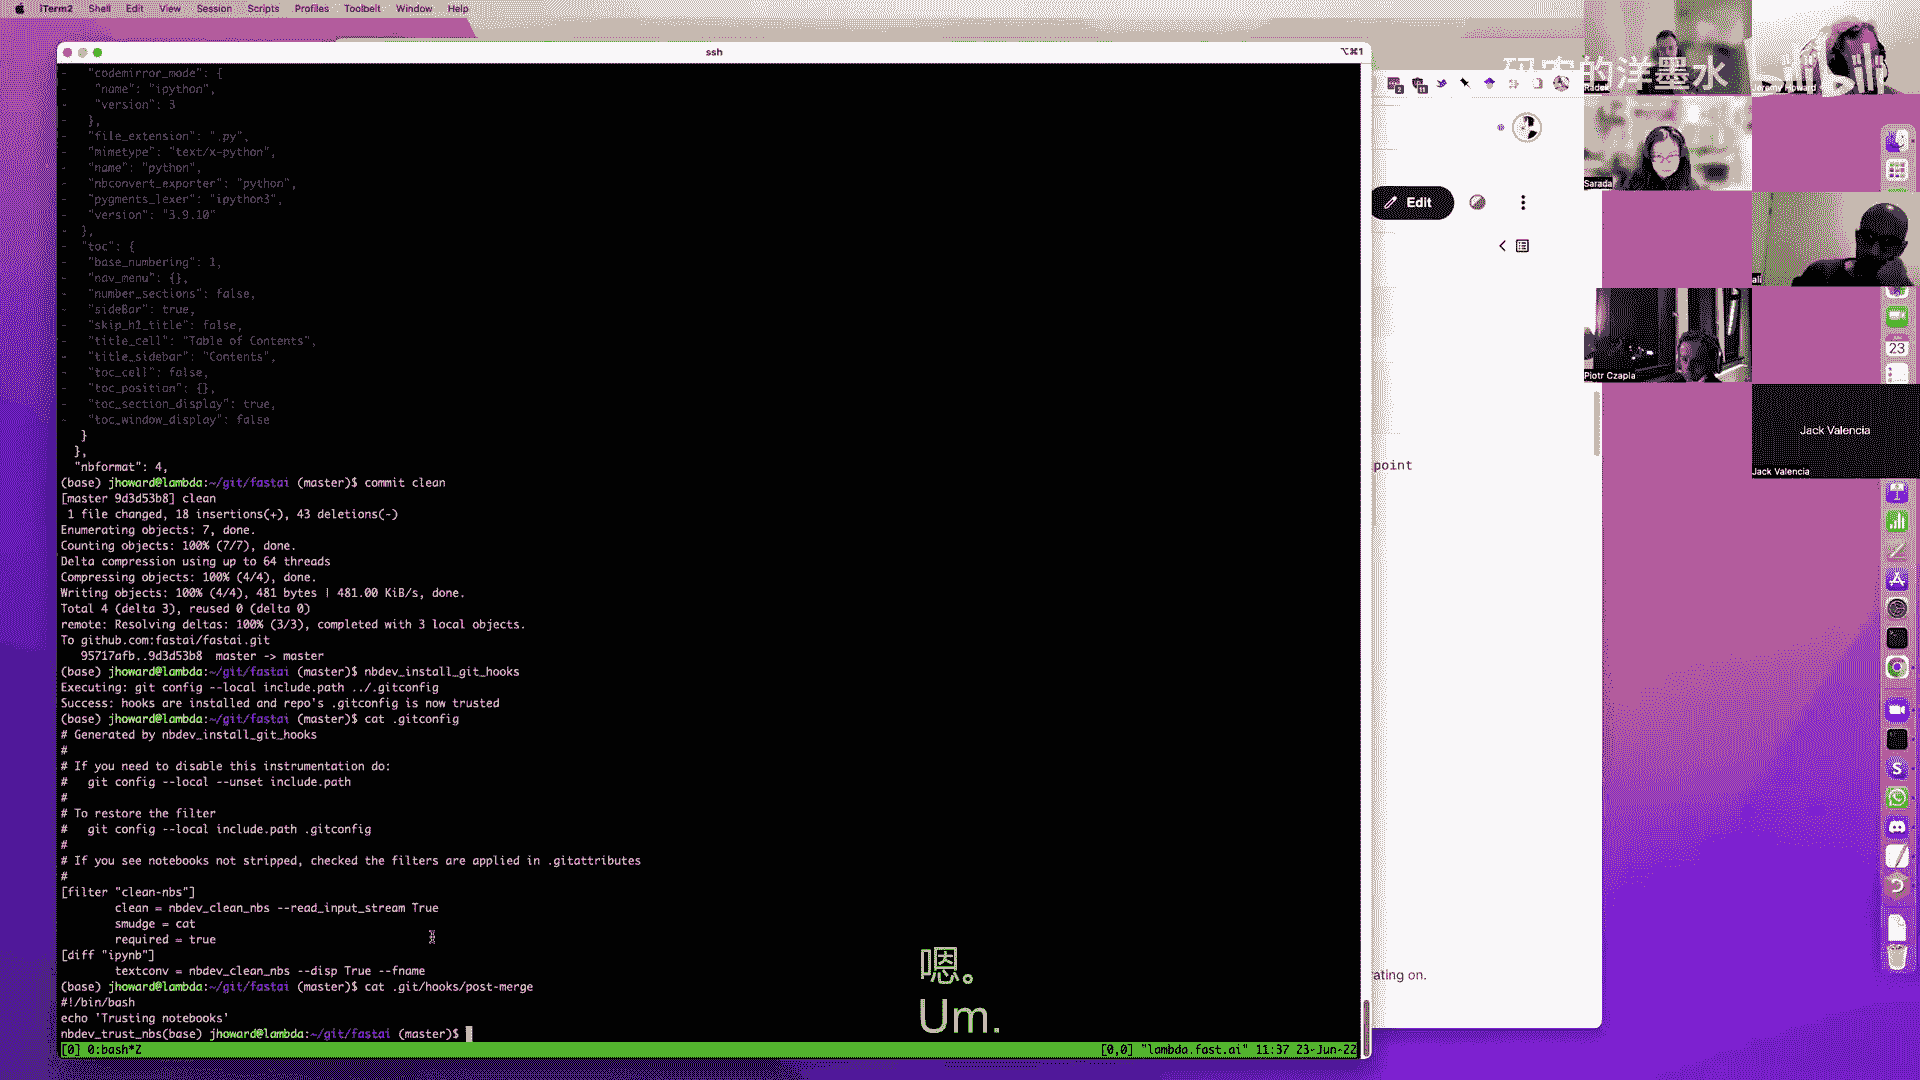 iTerm2 Shell Edit View Session Scripts Profiles Toolbelt Window Help
ssh
⌥⌘1
- "codemirror_mode": {
- "name": "ipython",
- "version": 3
- },
- "file_extension": ".py",
- "mimetype": "text/x-python",
- "name": "python",
- "nbconvert_exporter": "python",
- "pygments_lexer": "ipython3",
- "version": "3.9.10"
- },
- "toc": {
- "base_numbering": 1,
- "nav_menu": {},
- "number_sections": false,
- "sideBar": true,
- "skip_h1_title": false,
- "title_cell": "Table of Contents",
- "title_sidebar": "Contents",
- "toc_cell": false,
- "toc_position": {},
- "toc_section_display": true,
- "toc_window_display": false
}
},
"nbformat": 4,
(base) jhoward@lambda:~/git/fastai (master)$ commit clean
[master 9d3d53b8] clean
1 file changed, 18 insertions(+), 43 deletions(-)
Enumerating objects: 7, done.
Counting objects: 100% (7/7), done.
Delta compression using up to 64 threads
Compressing objects: 100% (4/4), done.
Writing objects: 100% (4/4), 481 bytes | 481.00 KiB/s, done.
Total 4 (delta 3), reused 0 (delta 0)
remote: Resolving deltas: 100% (3/3), completed with 3 local objects.
To github.com:fastai/fastai.git
95717afb..9d3d53b8 master -> master
(base) jhoward@lambda:~/git/fastai (master)$ nbdev_install_git_hooks
Executing: git config --local include.path ../.gitconfig
Success: hooks are installed and repo's .gitconfig is now trusted
(base) jhoward@lambda:~/git/fastai (master)$ cat .gitconfig
# Generated by nbdev_install_git_hooks
#
# If you need to disable this instrumentation do:
# git config --local --unset include.path
#
# To restore the filter
# git config --local include.path .gitconfig
#
# If you see notebooks not stripped, checked the filters are applied in .gitattributes
#
[filter "clean-nbs"]
clean = nbdev_clean_nbs --read_input_stream True
smudge = cat
required = true
[diff "ipynb"]
textconv = nbdev_clean_nbs --disp True --fname
(base) jhoward@lambda:~/git/fastai (master)$ cat .git/hooks/post-merge
#!/bin/bash
echo 'Trusting notebooks'
nbdev_trust_nbs(base) jhoward@lambda:~/git/fastai (master)$
[0] 0:bash*Z [0,0] "lambda.fast.ai" 11:37 23-Jun-22
嗯。
Um.
Edit
point
rating on.
的洋墨水
Radek
Jeremy Howard
Sarada
ali
Piotr Czapla
Jack Valencia
Jack Valencia
23